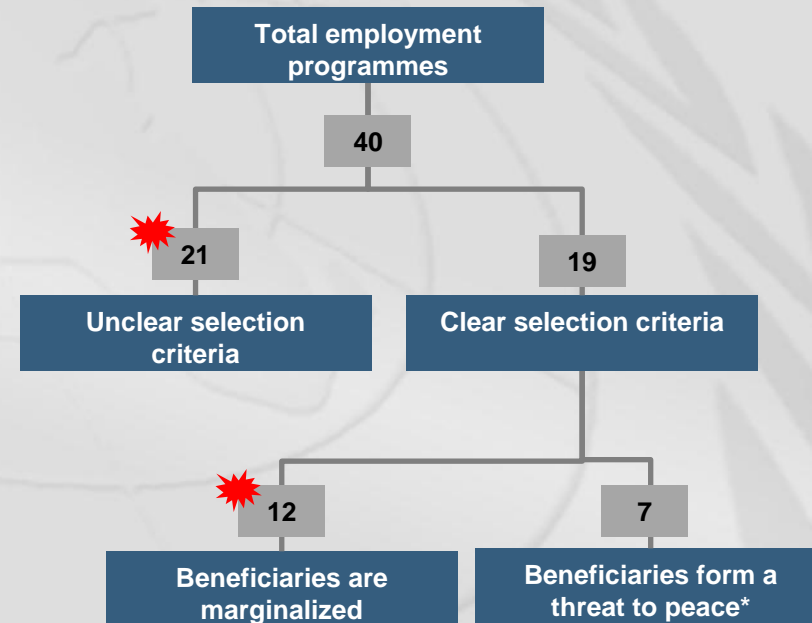 Total employment
programmes
40
21
19
Unclear selection
criteria
Clear selection criteria
12
7
Beneficiaries are
marginalized
Beneficiaries form a
threat to peace*